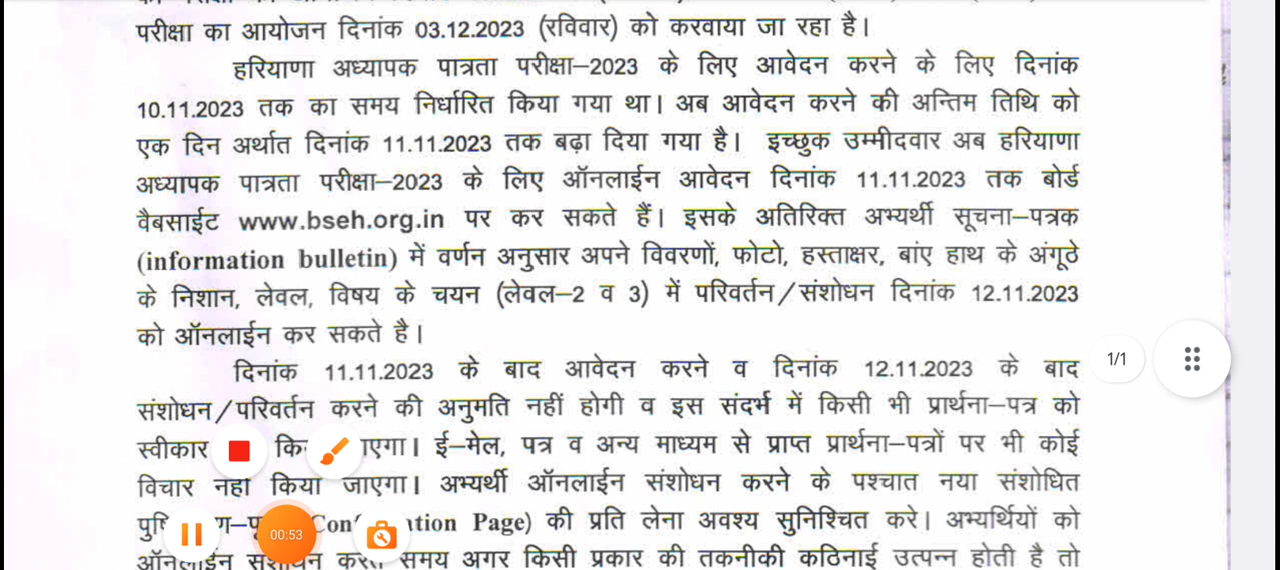 परीक्षा का आयोजन दिनांक 03.12.2023 (रविवार) को करवाया जा रहा है।
हरियाणा अध्यापक पात्रता परीक्षा–2023 के लिए आवेदन करने के लिए दिनांक
10.11.2023 तक का समय निर्धारित किया गया था। अब आवेदन करने की अन्तिम तिथि को
एक दिन अर्थात दिनांक 11.11.2023 तक बढ़ा दिया गया है। इच्छुक उम्मीदवार अब हरियाणा
अध्यापक पात्रता परीक्षा–2023 के लिए ऑनलाईन आवेदन दिनांक 11.11.2023 तक बोर्ड
वैबसाईट www.bseh.org.in पर कर सकते हैं। इसके अतिरिक्त अभ्यर्थी सूचना–पत्रक
(information bulletin) में वर्णन अनुसार अपने विवरणों, फोटो, हस्ताक्षर, बांए हाथ के अंगूठे
के निशान, लेवल, विषय के चयन (लेवल–2 व 3) में परिवर्तन/संशोधन दिनांक 12.11.2023
को ऑनलाईन कर सकते है।
दिनांक 11.11.2023 के बाद आवेदन करने व दिनांक 12.11.2023 के बाद
1/1
संशोधन/परिवर्तन करने की अनुमति नहीं होगी व इस संदर्भ में किसी भी प्रार्थना–पत्र को
स्वीकार ई–मेल, पत्र व अन्य माध्यम से प्राप्त प्रार्थना–पत्रों पर भी कोई
विचार नहीं किया जाएगा। अभ्यर्थी ऑनलाईन संशोधन करने के पश्चात नया संशोधित
Page) की प्रति लेना अवश्य सुनिश्चित करे। अभ्यर्थियों को
00:53
ऑनलाईन संशोधन करते समय अगर किसी प्रकार की तकनीकी कठिनाई उत्पन्न होती है तो